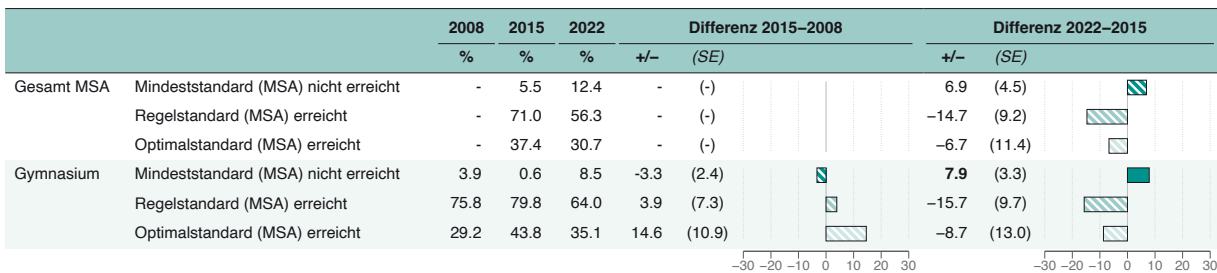 2008 2015 2022 Differenz 2015–2008 Differenz 2022–2015
% % % +/– (SE) +/– (SE)
Gesamt MSA Mindeststandard (MSA) nicht erreicht - 5.5 12.4 - (-) 6.9 (4.5)
Regelstandard (MSA) erreicht - 71.0 56.3 - (-) –14.7 (9.2)
Optimalstandard (MSA) erreicht - 37.4 30.7 - (-) –6.7 (11.4)
Gymnasium Mindeststandard (MSA) nicht erreicht 3.9 0.6 8.5 -3.3 (2.4) 7.9 (3.3)
Regelstandard (MSA) erreicht 75.8 79.8 64.0 3.9 (7.3) –15.7 (9.7)
Optimalstandard (MSA) erreicht 29.2 43.8 35.1 14.6 (10.9) –8.7 (13.0)
–30 –20 –10 0 10 20 30 –30 –20 –10 0 10 20 30